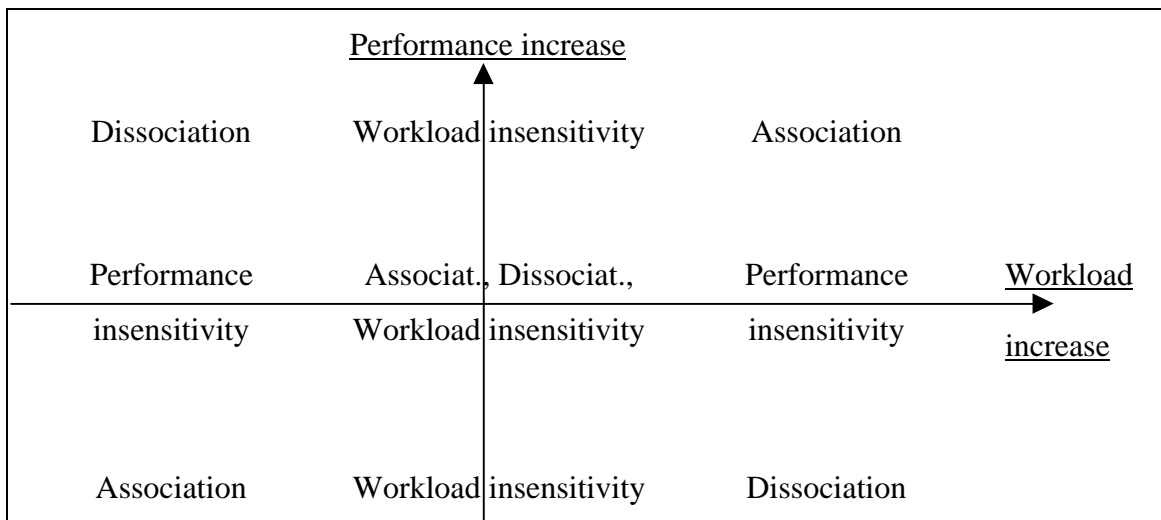 Performance increase
Dissociation Workload insensitivity Association
Performance Associat., Dissociat., Performance Workload
insensitivity Workload insensitivity insensitivity increase
Association Workload insensitivity Dissociation